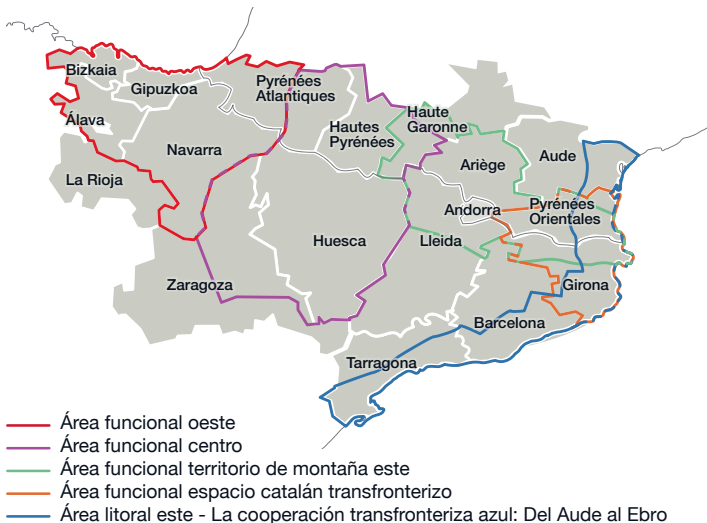 Bizkaia
Gipuzkoa
Pyrénées
Atlantiques
Álava
Navarra
Hautes
Pyrénées
Haute
Garonne
Ariège
Aude
La Rioja
Andorra
Pyrénées
Orientales
Huesca
Lleida
Zaragoza
Girona
Barcelona
Tarragona
Área funcional oeste
Área funcional centro
Área funcional territorio de montaña este
Área funcional espacio catalán transfronterizo
Área litoral este - La cooperación transfronteriza azul: Del Aude al Ebro